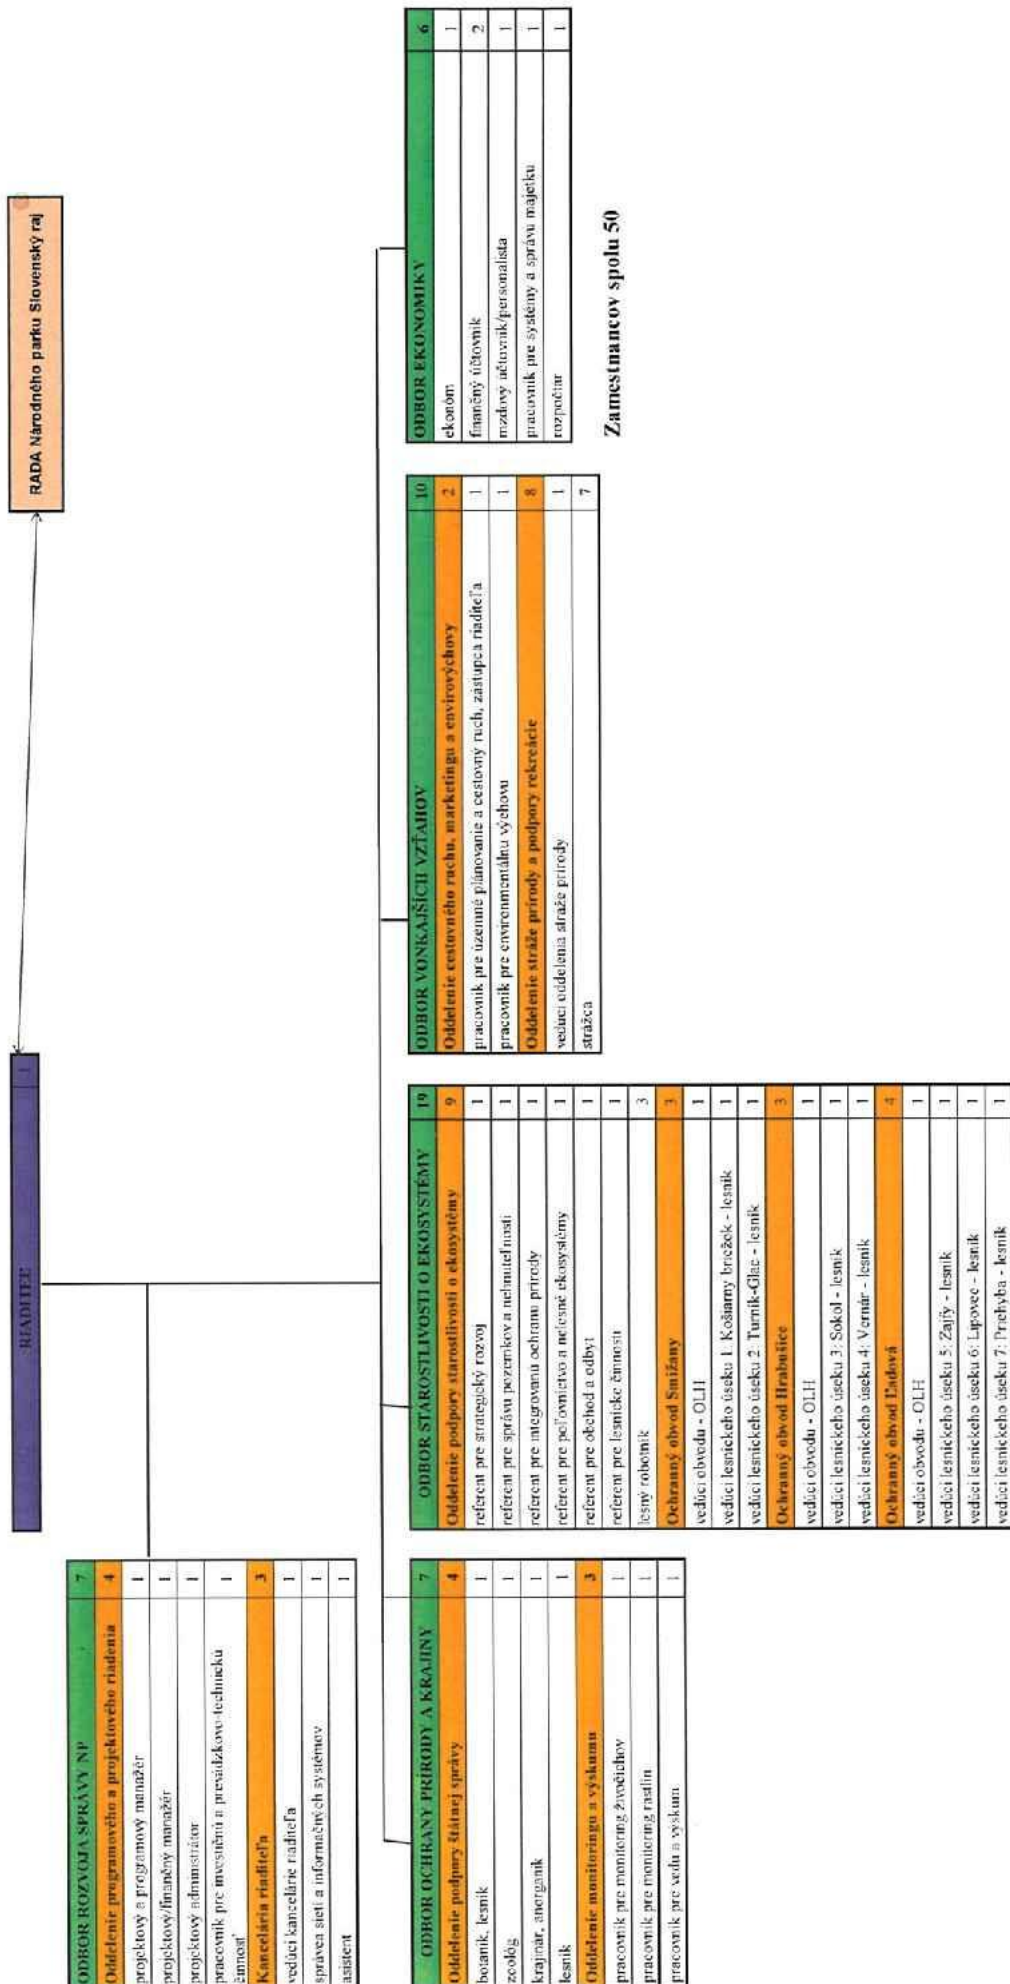 RIADITEĽ 1
RADA Národného parku Slovenský raj
ODBOR ROZVOJA SPRÁVY NP 7
Oddelenie programového a projektového riadenia 4
projektový a programový manažér 1
projektový/finančný manažér 1
projektový administrátor 1
pracovník pre investičnú a prevádzkovo-technickú
činnosť 1
Kancelária riaditeľa 3
vedúci kancelárie riaditeľa 1
správca sietí a informačných systémov 1
asistent 1
ODBOR OCHRANY PRÍRODY A KRAJINY 7
Oddelenie podpory štátnej správy 4
botanik, lesník 1
zoológ 1
krajinár, anorganik 1
lesník 1
Oddelenie monitoringu a výskumu 3
pracovník pre monitoring živočíchov 1
pracovník pre monitoring rastlín 1
pracovník pre vedu a výskum 1
ODBOR STAROSTLIVOSTI O EKOSYSTÉMY 19
Oddelenie podpory starostlivosti o ekosystémy 9
referent pre strategický rozvoj 1
referent pre správu pozemkov a nehnuteľností 1
referent pre integrovanú ochranu prírody 1
referent pre poľovníctvo a nelesné ekosystémy 1
referent pre obchod a odbyt 1
referent pre lesnícke činnosti 1
lesný robotník 3
Ochranný obvod Smižany 3
vedúci obvodu - OLH 1
vedúci lesníckeho úseku 1: Košiarny briežok - lesník 1
vedúci lesníckeho úseku 2: Turník-Glac - lesník 1
Ochranný obvod Hrabušice 3
vedúci obvodu - OLH 1
vedúci lesníckeho úseku 3: Sokol - lesník 1
vedúci lesníckeho úseku 4: Vernár - lesník 1
Ochranný obvod Ľadová 4
vedúci obvodu - OLH 1
vedúci lesníckeho úseku 5: Zajfy - lesník 1
vedúci lesníckeho úseku 6: Lipovec - lesník 1
vedúci lesníckeho úseku 7: Priehyba - lesník 1
ODBOR VONKAJŠÍCH VZŤAHOV 10
Oddelenie cestovného ruchu, marketingu a envirovýchovy 2
pracovník pre územné plánovanie a cestovný ruch, zástupca riaditeľa 1
pracovník pre environmentálnu výchovu 1
Oddelenie stráže prírody a podpory rekreácie 8
vedúci oddelenia stráže prírody 1
strážca 7
ODBOR EKONOMIKY 6
ekonóm 1
finančný účtovník 2
mzdový účtovník/personalista 1
pracovník pre systémy a správu majetku 1
rozpočtár 1
Zamestnancov spolu 50